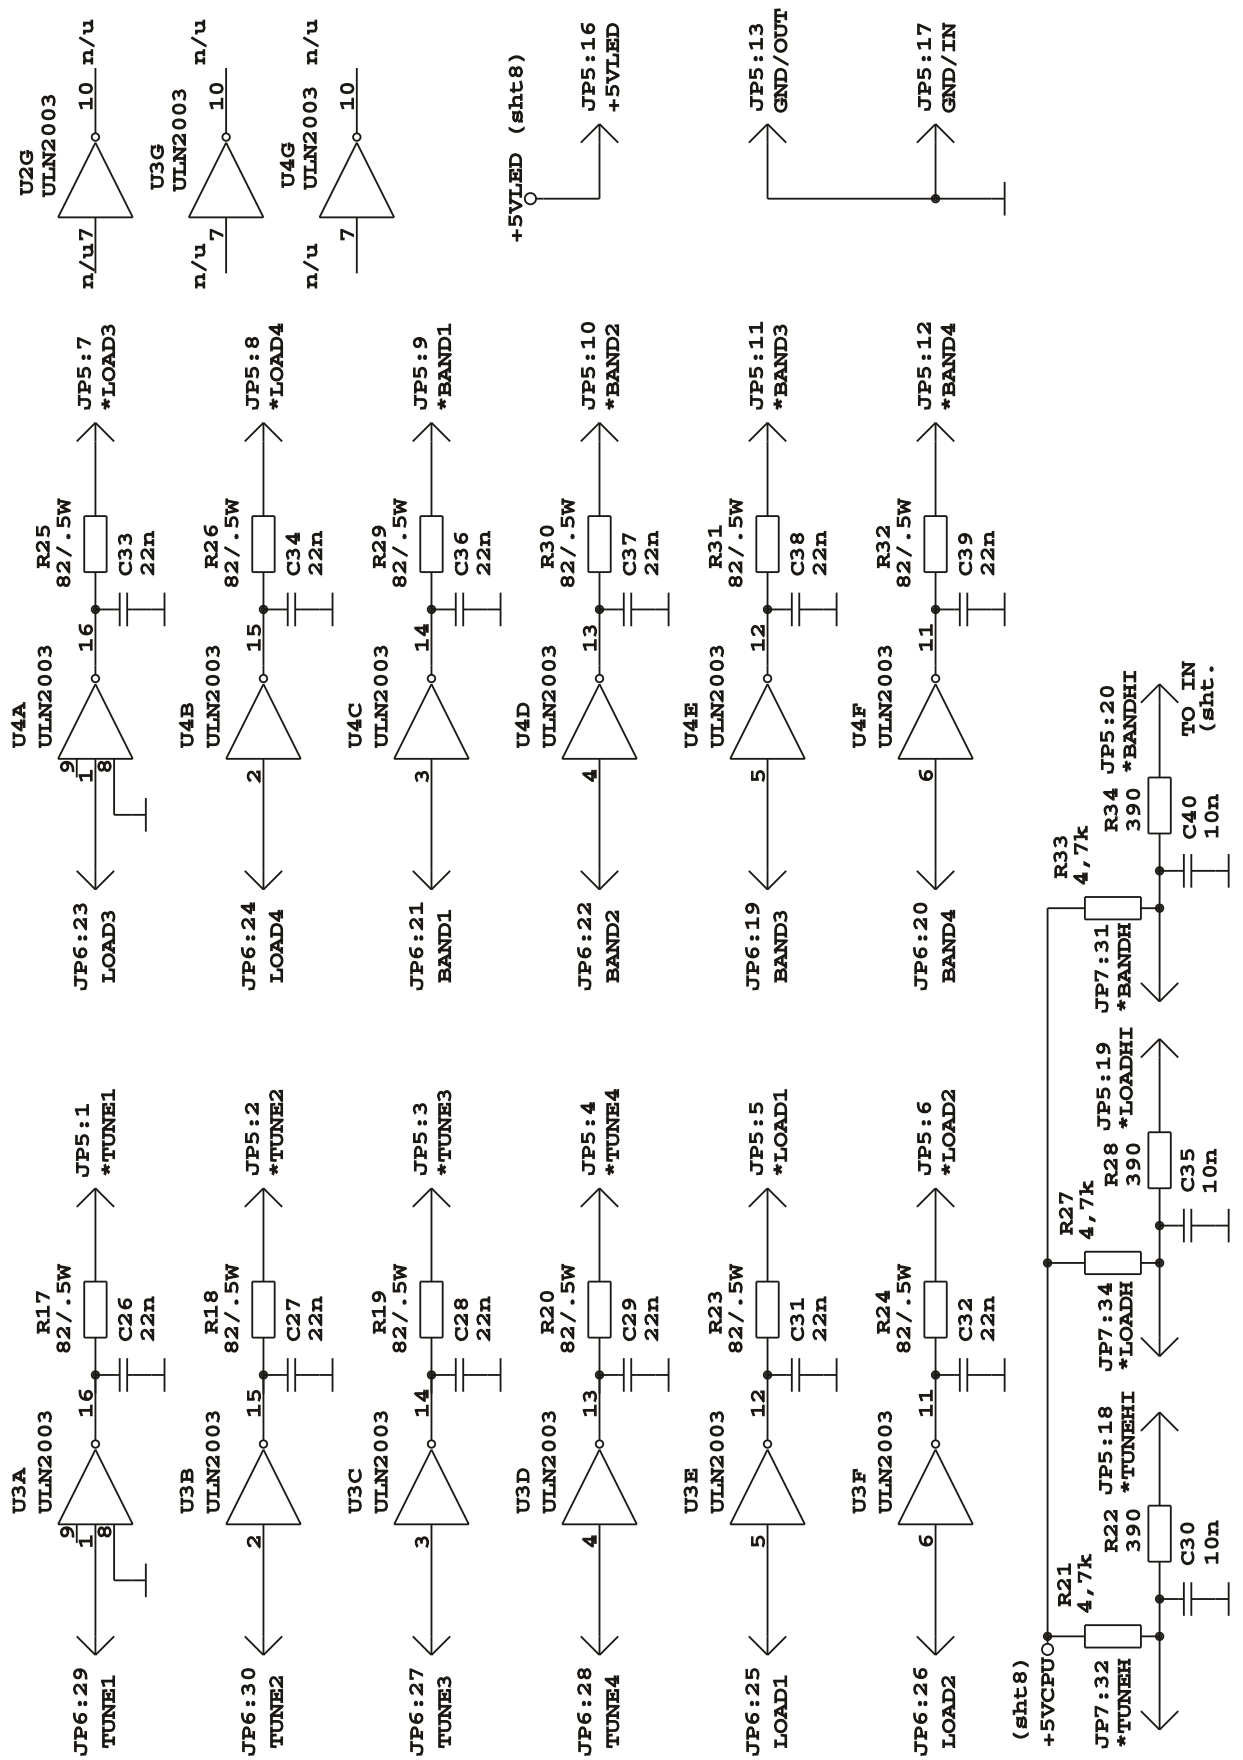 U3A
ULN2003
9
1
8
16
R17
82/.5W
C26
22n
JP6:29
TUNE1
JP5:1
*TUNE1
U3B
ULN2003
2
15
R18
82/.5W
C27
22n
JP6:30
TUNE2
JP5:2
*TUNE2
U3C
ULN2003
3
14
R19
82/.5W
C28
22n
JP6:27
TUNE3
JP5:3
*TUNE3
U3D
ULN2003
4
13
R20
82/.5W
C29
22n
JP6:28
TUNE4
JP5:4
*TUNE4
U3E
ULN2003
5
12
R23
82/.5W
C31
22n
JP6:25
LOAD1
JP5:5
*LOAD1
U3F
ULN2003
6
11
R24
82/.5W
C32
22n
JP6:26
LOAD2
JP5:6
*LOAD2
U4A
ULN2003
9
1
8
16
R25
82/.5W
C33
22n
JP6:23
LOAD3
JP5:7
*LOAD3
U4B
ULN2003
2
15
R26
82/.5W
C34
22n
JP6:24
LOAD4
JP5:8
*LOAD4
U4C
ULN2003
3
14
R29
82/.5W
C36
22n
JP6:21
BAND1
JP5:9
*BAND1
U4D
ULN2003
4
13
R30
82/.5W
C37
22n
JP6:22
BAND2
JP5:10
*BAND2
U4E
ULN2003
5
12
R31
82/.5W
C38
22n
JP6:19
BAND3
JP5:11
*BAND3
U4F
ULN2003
6
11
R32
82/.5W
C39
22n
JP6:20
BAND4
JP5:12
*BAND4
U2G
ULN2003
n/u
7
10
n/u
U3G
ULN2003
n/u
7
10
n/u
U4G
ULN2003
n/u
7
10
n/u
+5VLED (sht8)
JP5:16
+5VLED
JP5:13
GND/OUT
JP5:17
GND/IN
(sht8)
+5VCPU
R21
4,7k
JP7:32
*TUNEH
R22
390
C30
10n
JP5:18
*TUNEHI
R27
4,7k
JP7:34
*LOADH
R28
390
C35
10n
JP5:19
*LOADHI
R33
4,7k
JP7:31
*BANDH
R34
390
C40
10n
JP5:20
*BANDHI
TO IN
(sht.